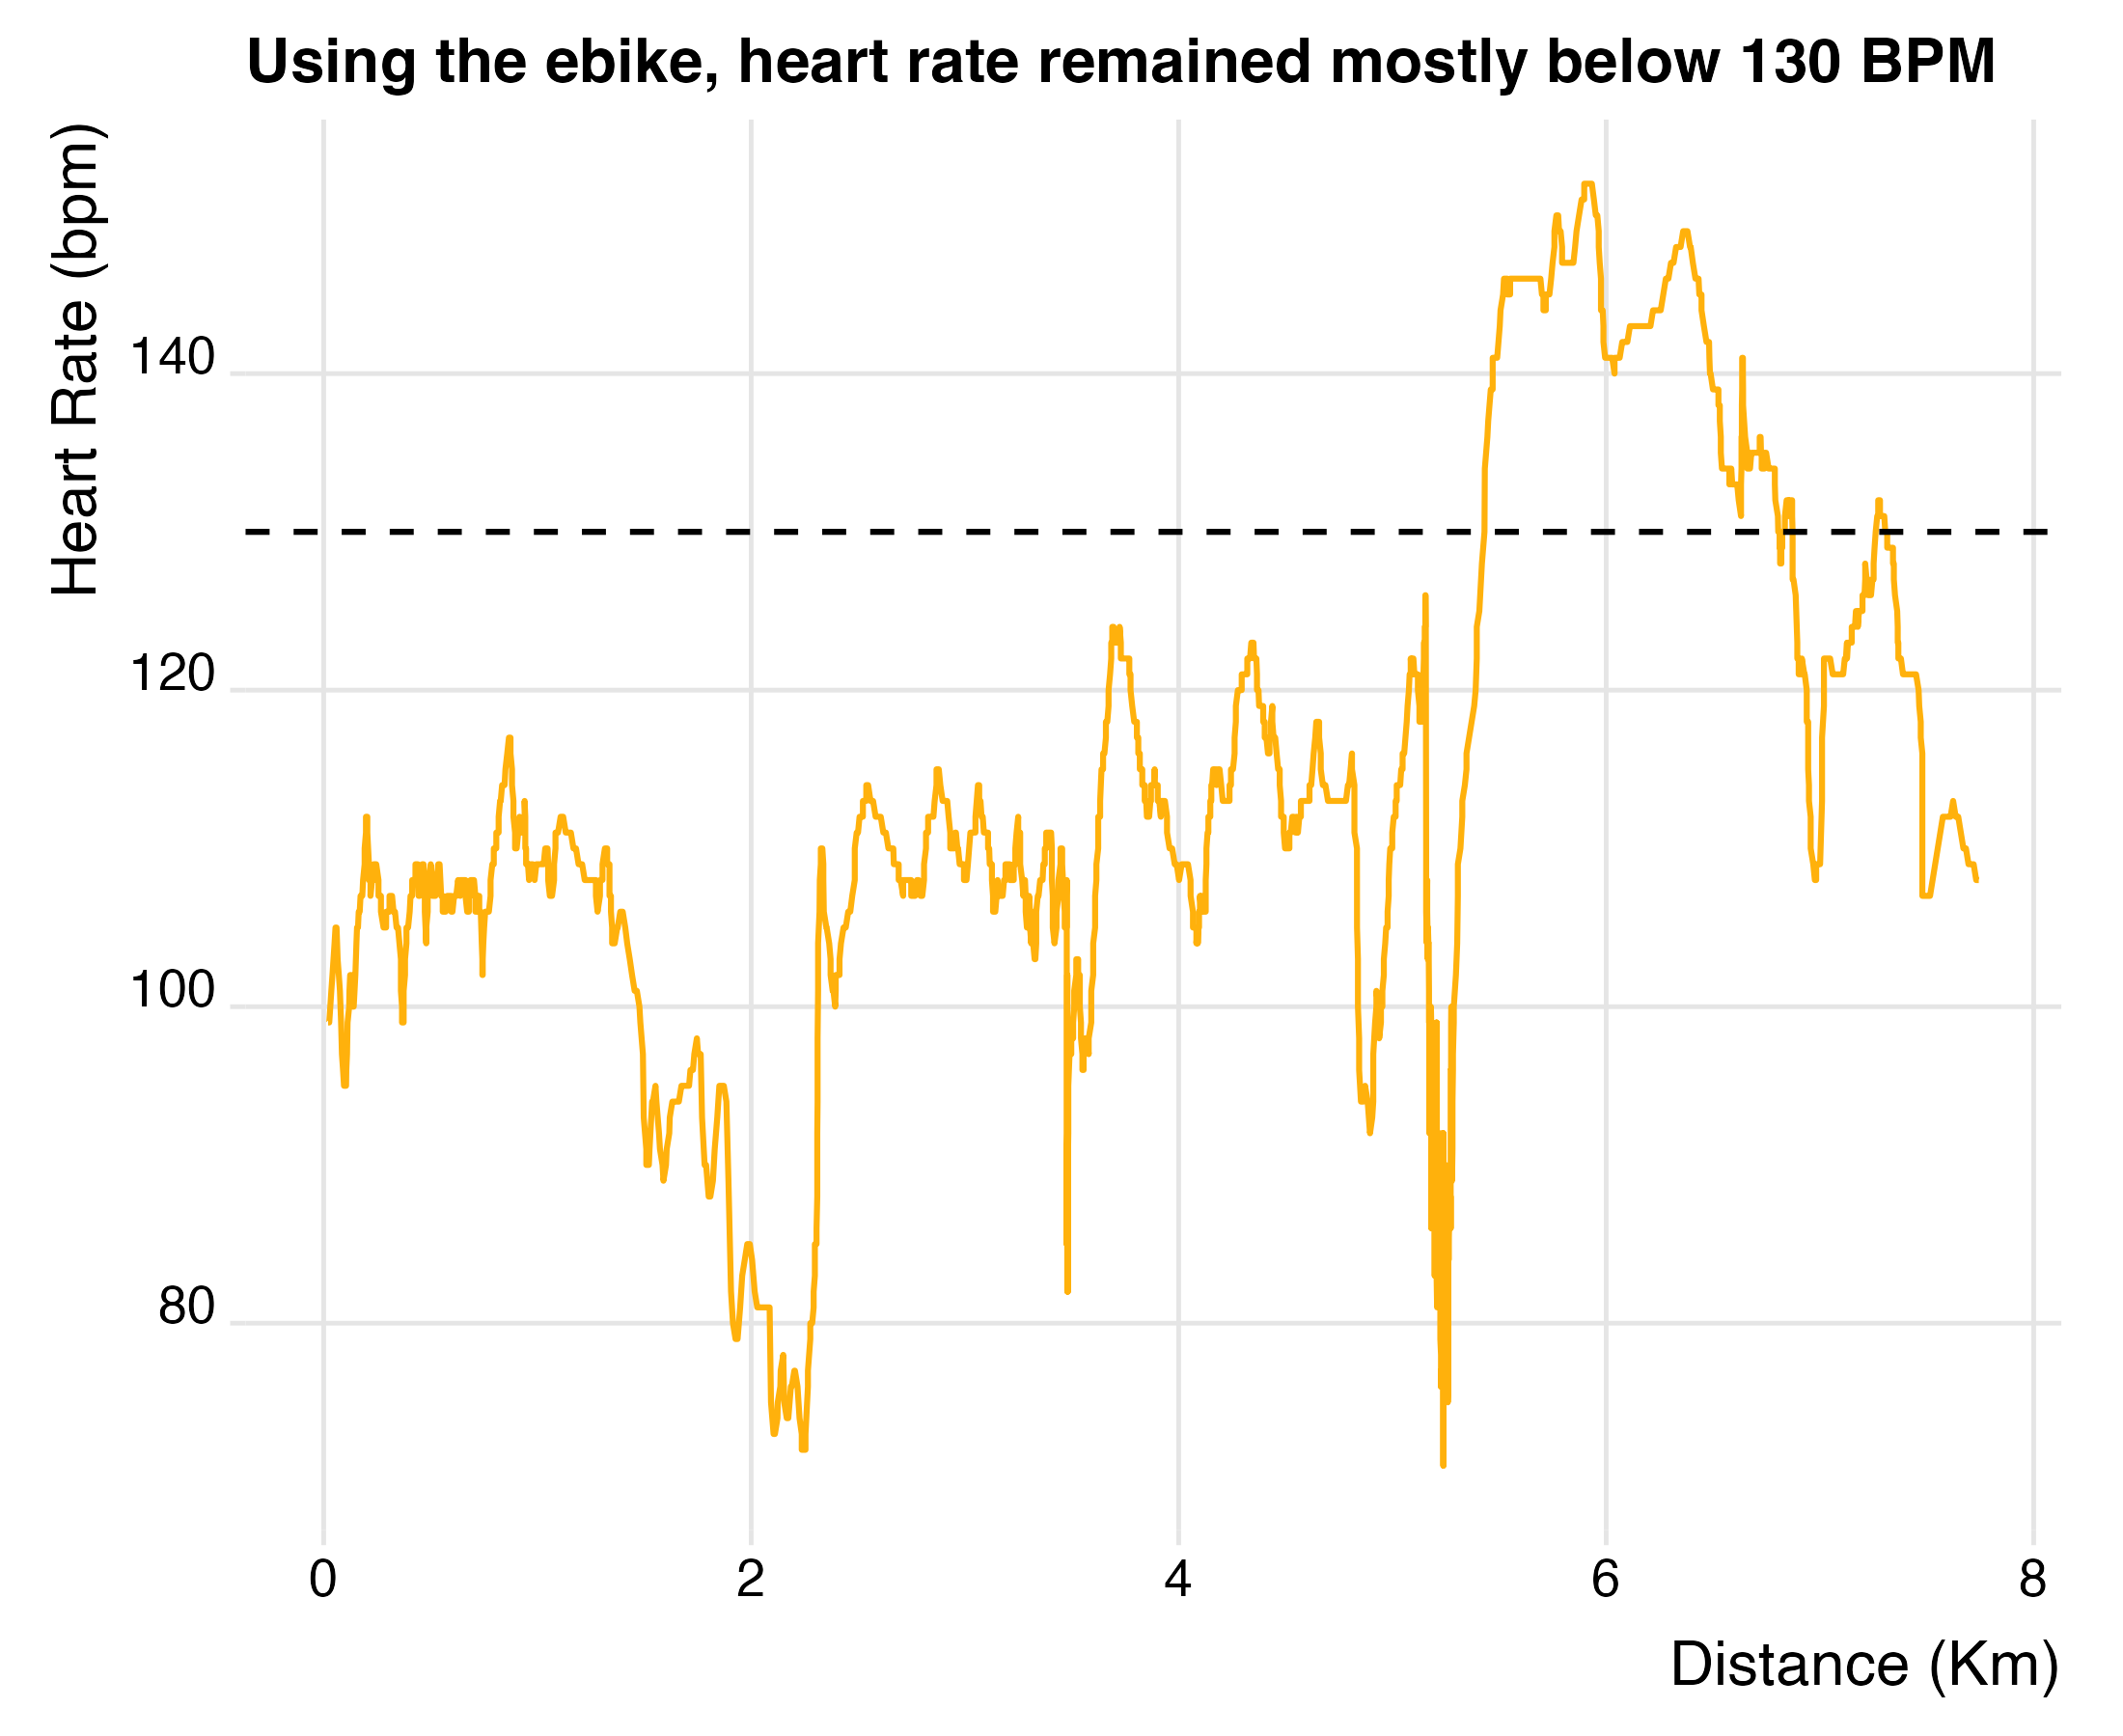 Using the ebike, heart rate remained mostly below 130 BPM
Heart Rate (bpm)
140
120
100
80
0 2 4 6 8
Distance (Km)